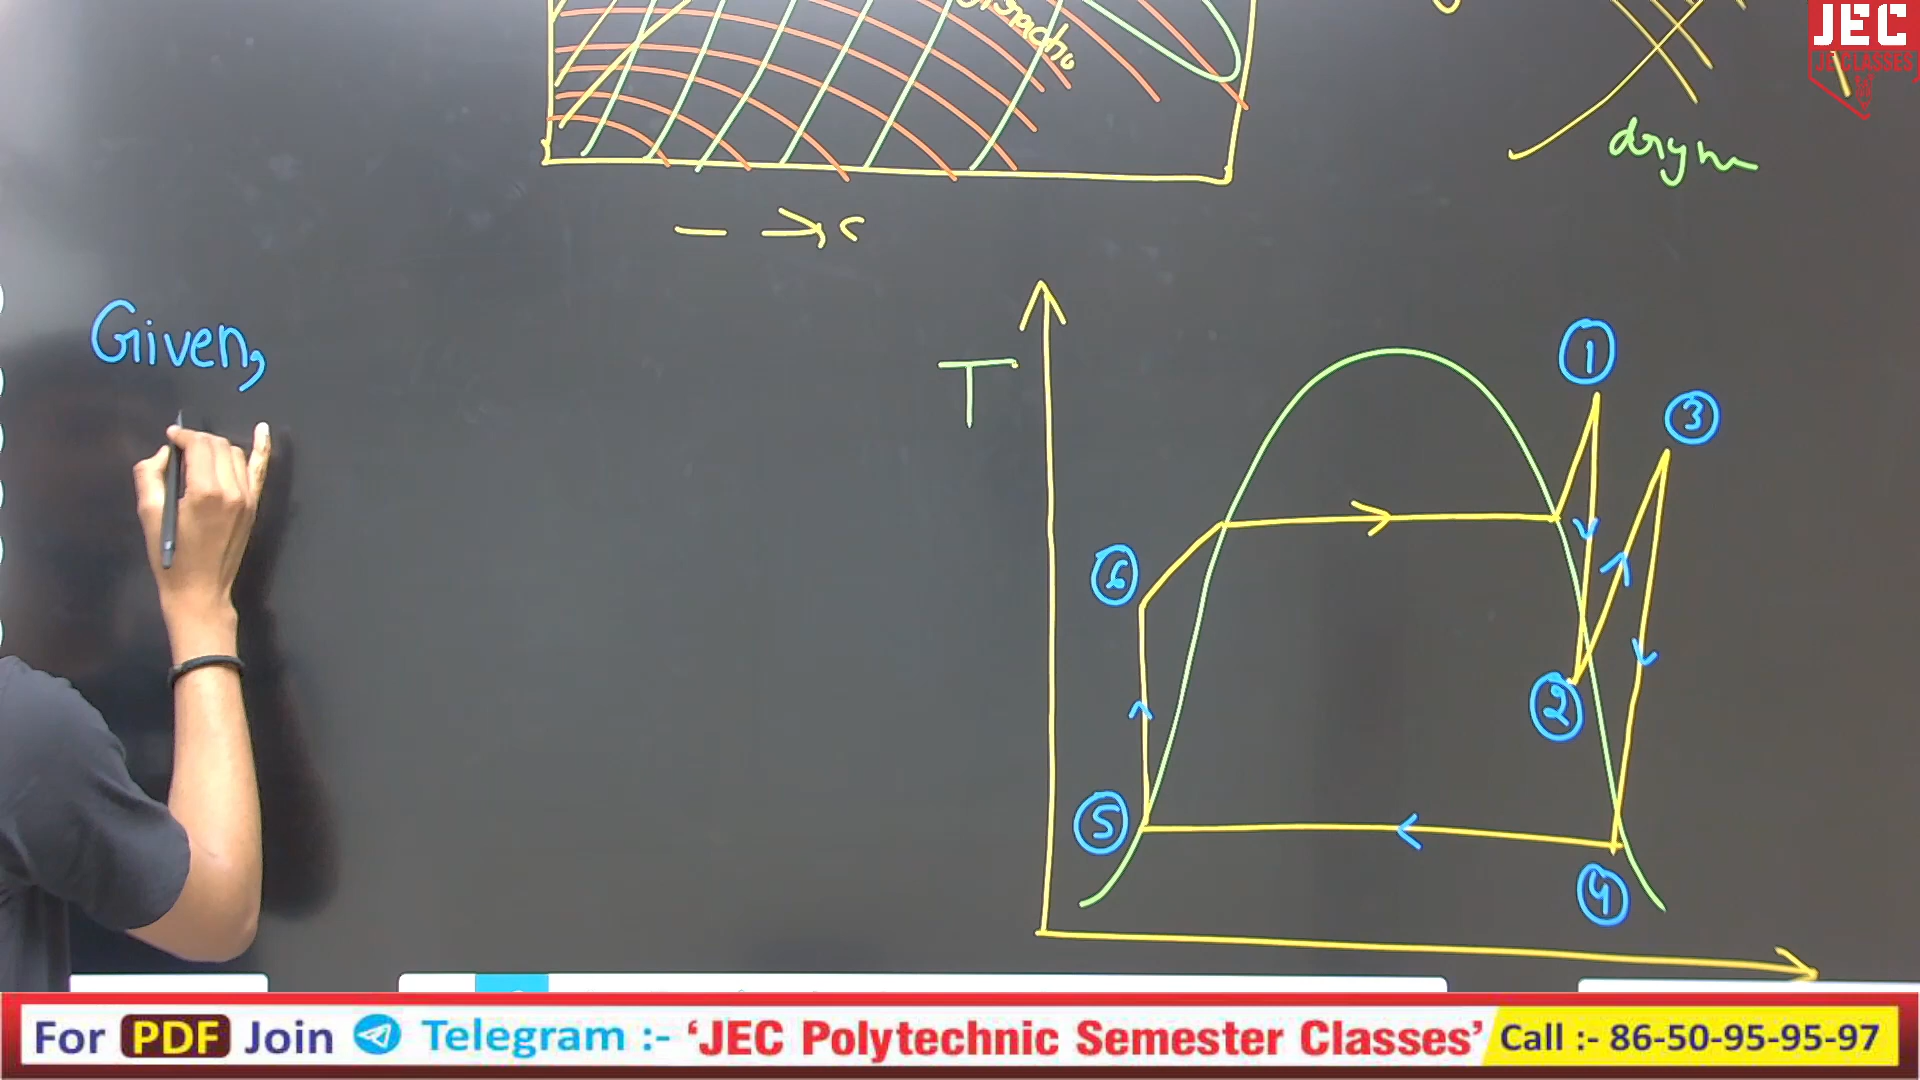 JEC
JEC CLASSES
→ s
Given,
T
1
3
6
2
5
4
For PDF Join Telegram :- ‘JEC Polytechnic Semester Classes’ Call :- 86-50-95-95-97